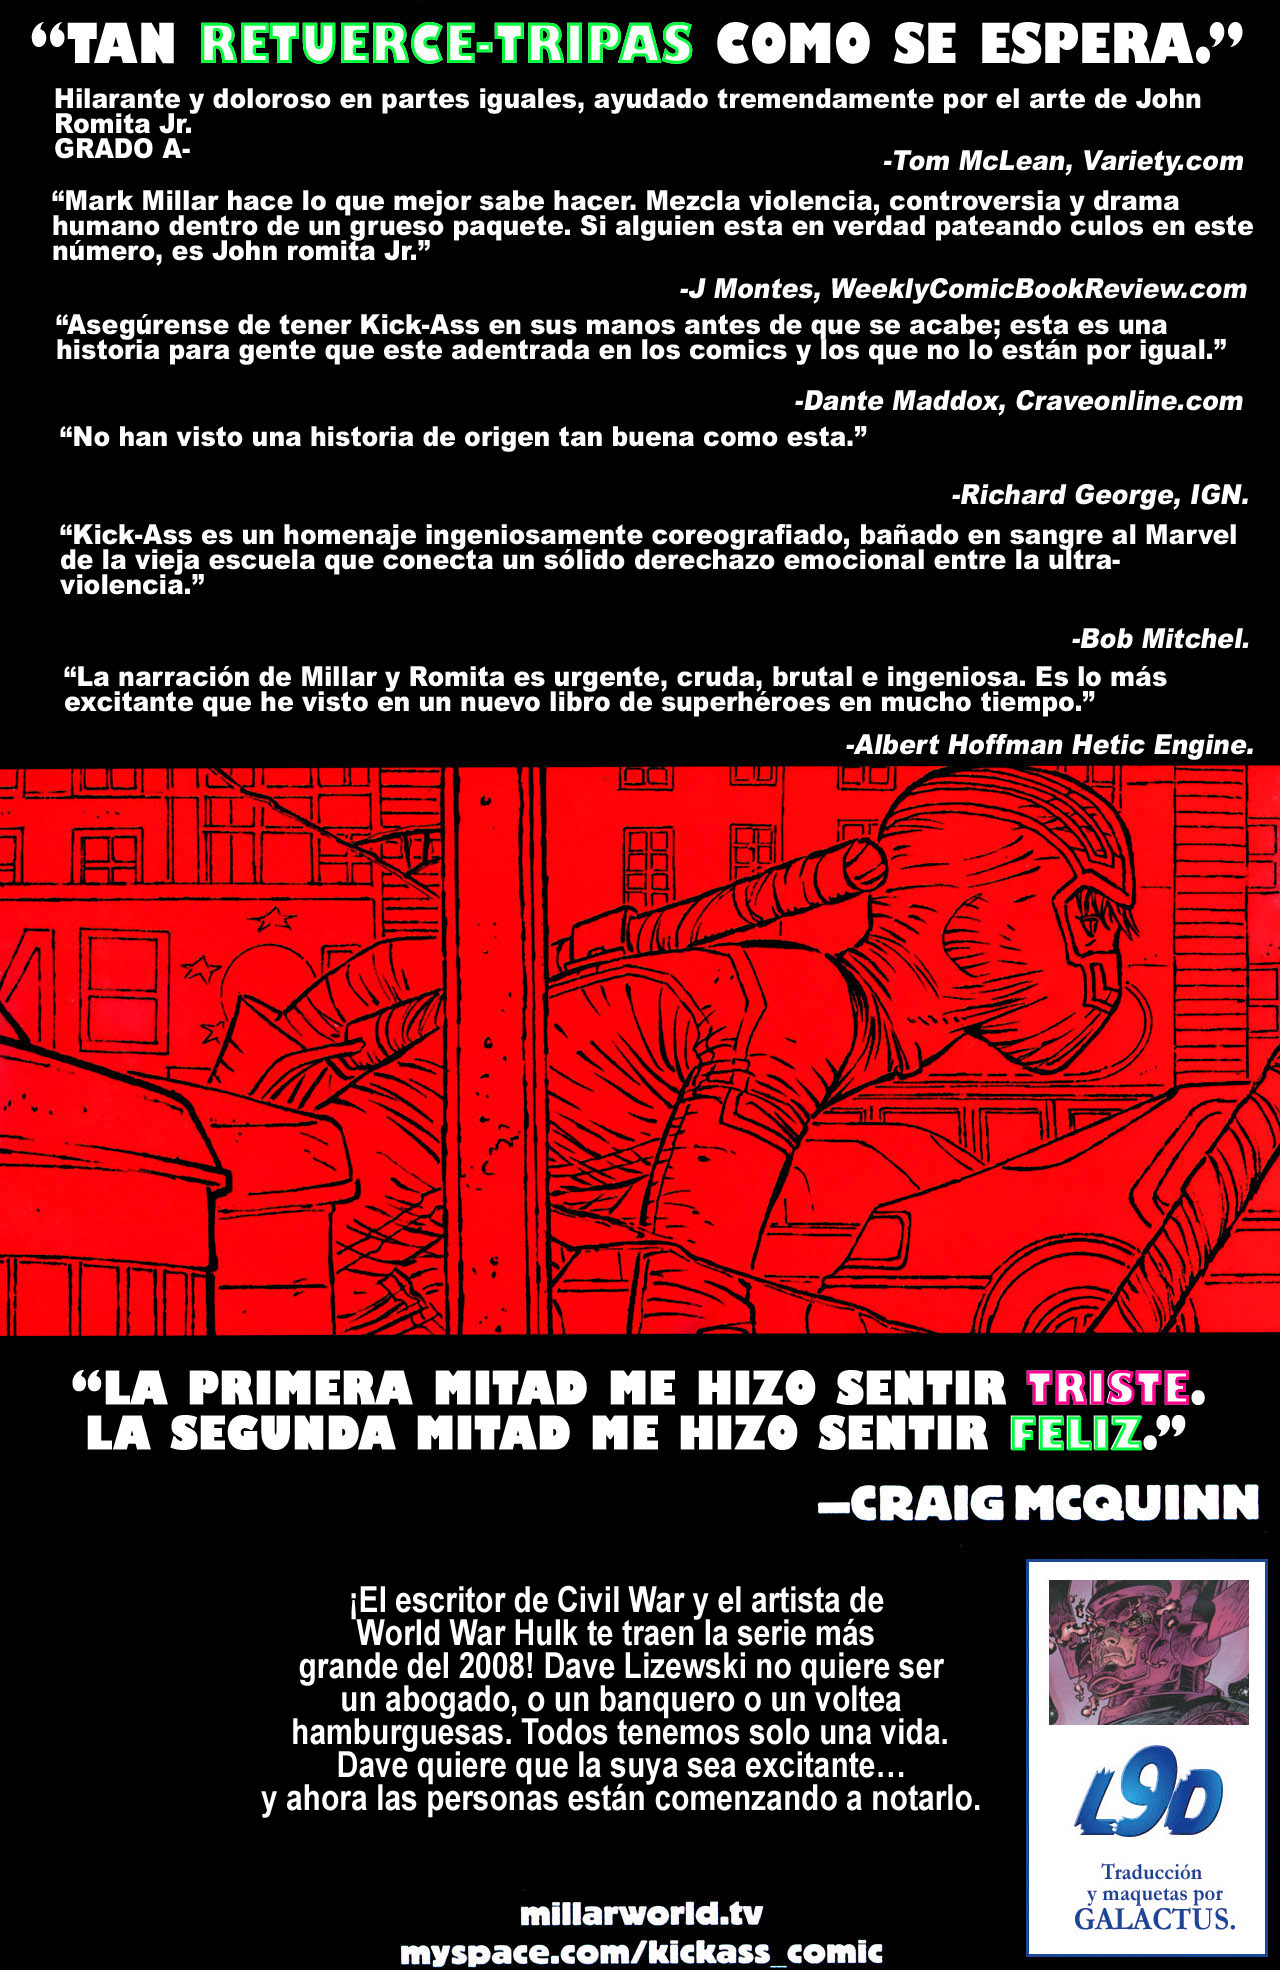 “TAN RETUERCE-TRIPAS COMO SE ESPERA.”
Hilarante y doloroso en partes iguales, ayudado tremendamente por el arte de John
Romita Jr.
GRADO A-
-Tom McLean, Variety.com
“Mark Millar hace lo que mejor sabe hacer. Mezcla violencia, controversia y drama
humano dentro de un grueso paquete. Si alguien esta en verdad pateando culos en este
número, es John romita Jr.”
-J Montes, WeeklyComicBookReview.com
“Asegúrense de tener Kick-Ass en sus manos antes de que se acabe; esta es una
historia para gente que este adentrada en los comics y los que no lo están por igual.”
-Dante Maddox, Craveonline.com
“No han visto una historia de origen tan buena como esta.”
-Richard George, IGN.
“Kick-Ass es un homenaje ingeniosamente coreografiado, bañado en sangre al Marvel
de la vieja escuela que conecta un sólido derechazo emocional entre la ultra-
violencia.”
-Bob Mitchel.
“La narración de Millar y Romita es urgente, cruda, brutal e ingeniosa. Es lo más
excitante que he visto en un nuevo libro de superhéroes en mucho tiempo.”
-Albert Hoffman Hetic Engine.
“LA PRIMERA MITAD ME HIZO SENTIR TRISTE.
LA SEGUNDA MITAD ME HIZO SENTIR FELIZ.”
—CRAIG MCQUINN
¡El escritor de Civil War y el artista de
World War Hulk te traen la serie más
grande del 2008! Dave Lizewski no quiere ser
un abogado, o un banquero o un voltea
hamburguesas. Todos tenemos solo una vida.
Dave quiere que la suya sea excitante…
y ahora las personas están comenzando a notarlo.
L9D
Traducción
y maquetas por
GALACTUS.
millarworld.tv
myspace.com/kickass_comic